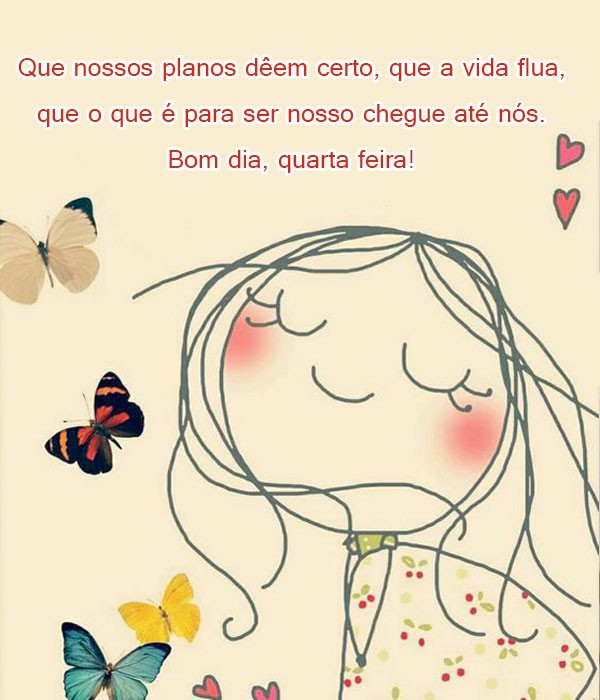 Que nossos planos dêem certo, que a vida flua,
que o que é para ser nosso chegue até nós.
Bom dia, quarta feira!